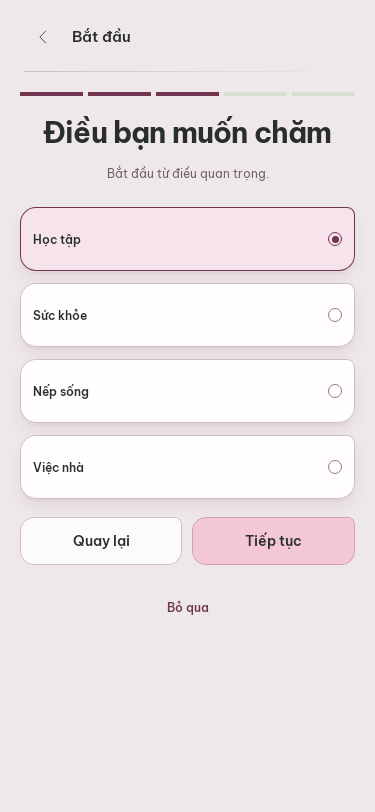 Bắt đầu
Điều bạn muốn chăm
Bắt đầu từ điều quan trọng.
Học tập
Sức khỏe
Nếp sống
Việc nhà
Quay lại
Tiếp tục
Bỏ qua